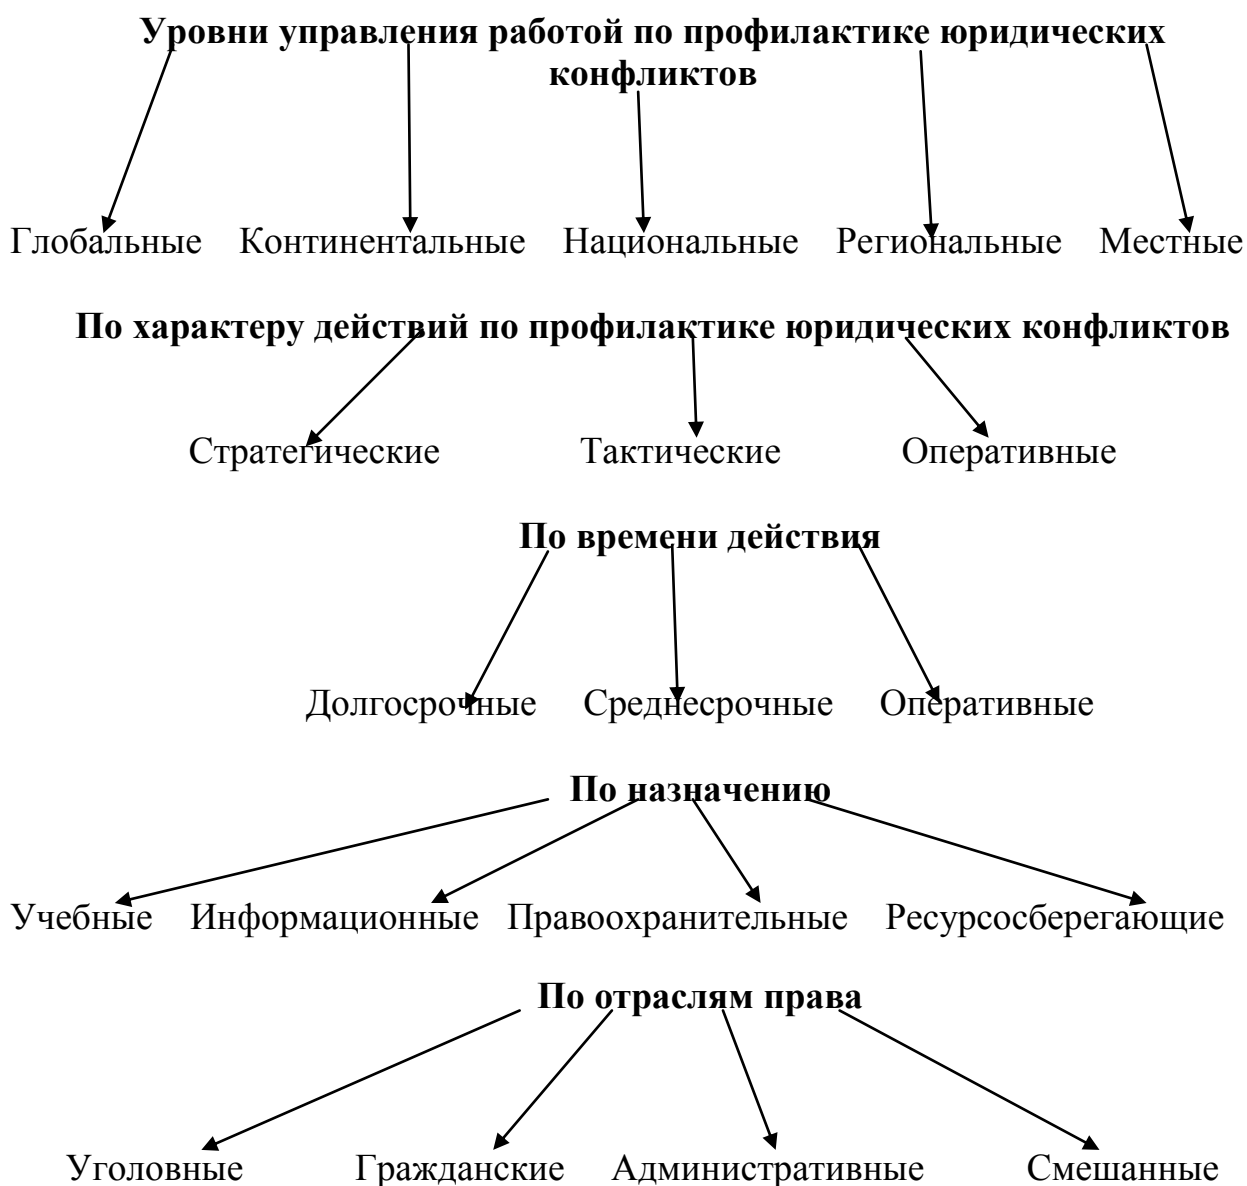 Уровни управления работой по профилактике юридических
конфликтов
Глобальные Континентальные Национальные Региональные Местные
По характеру действий по профилактике юридических конфликтов
Стратегические Тактические Оперативные
По времени действия
Долгосрочные Среднесрочные Оперативные
По назначению
Учебные Информационные Правоохранительные Ресурсосберегающие
По отраслям права
Уголовные Гражданские Административные Смешанные